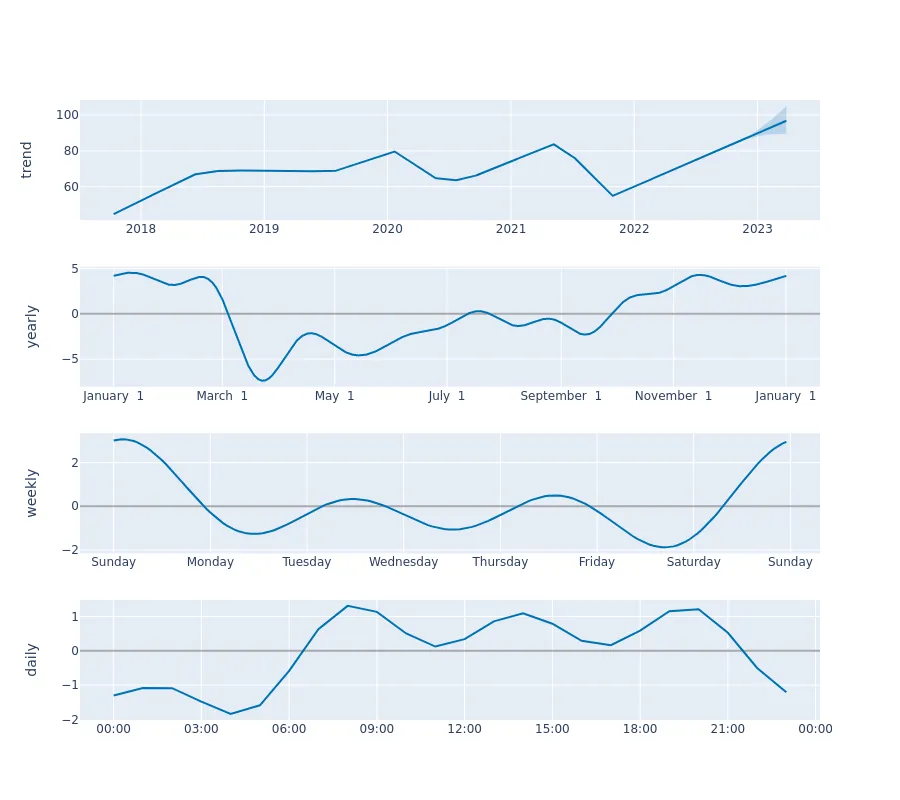 trend
100
80
60
2018 2019 2020 2021 2022 2023
yearly
5
0
−5
January 1 March 1 May 1 July 1 September 1 November 1 January 1
weekly
2
0
−2
Sunday Monday Tuesday Wednesday Thursday Friday Saturday Sunday
daily
1
0
−1
−2
00:00 03:00 06:00 09:00 12:00 15:00 18:00 21:00 00:00